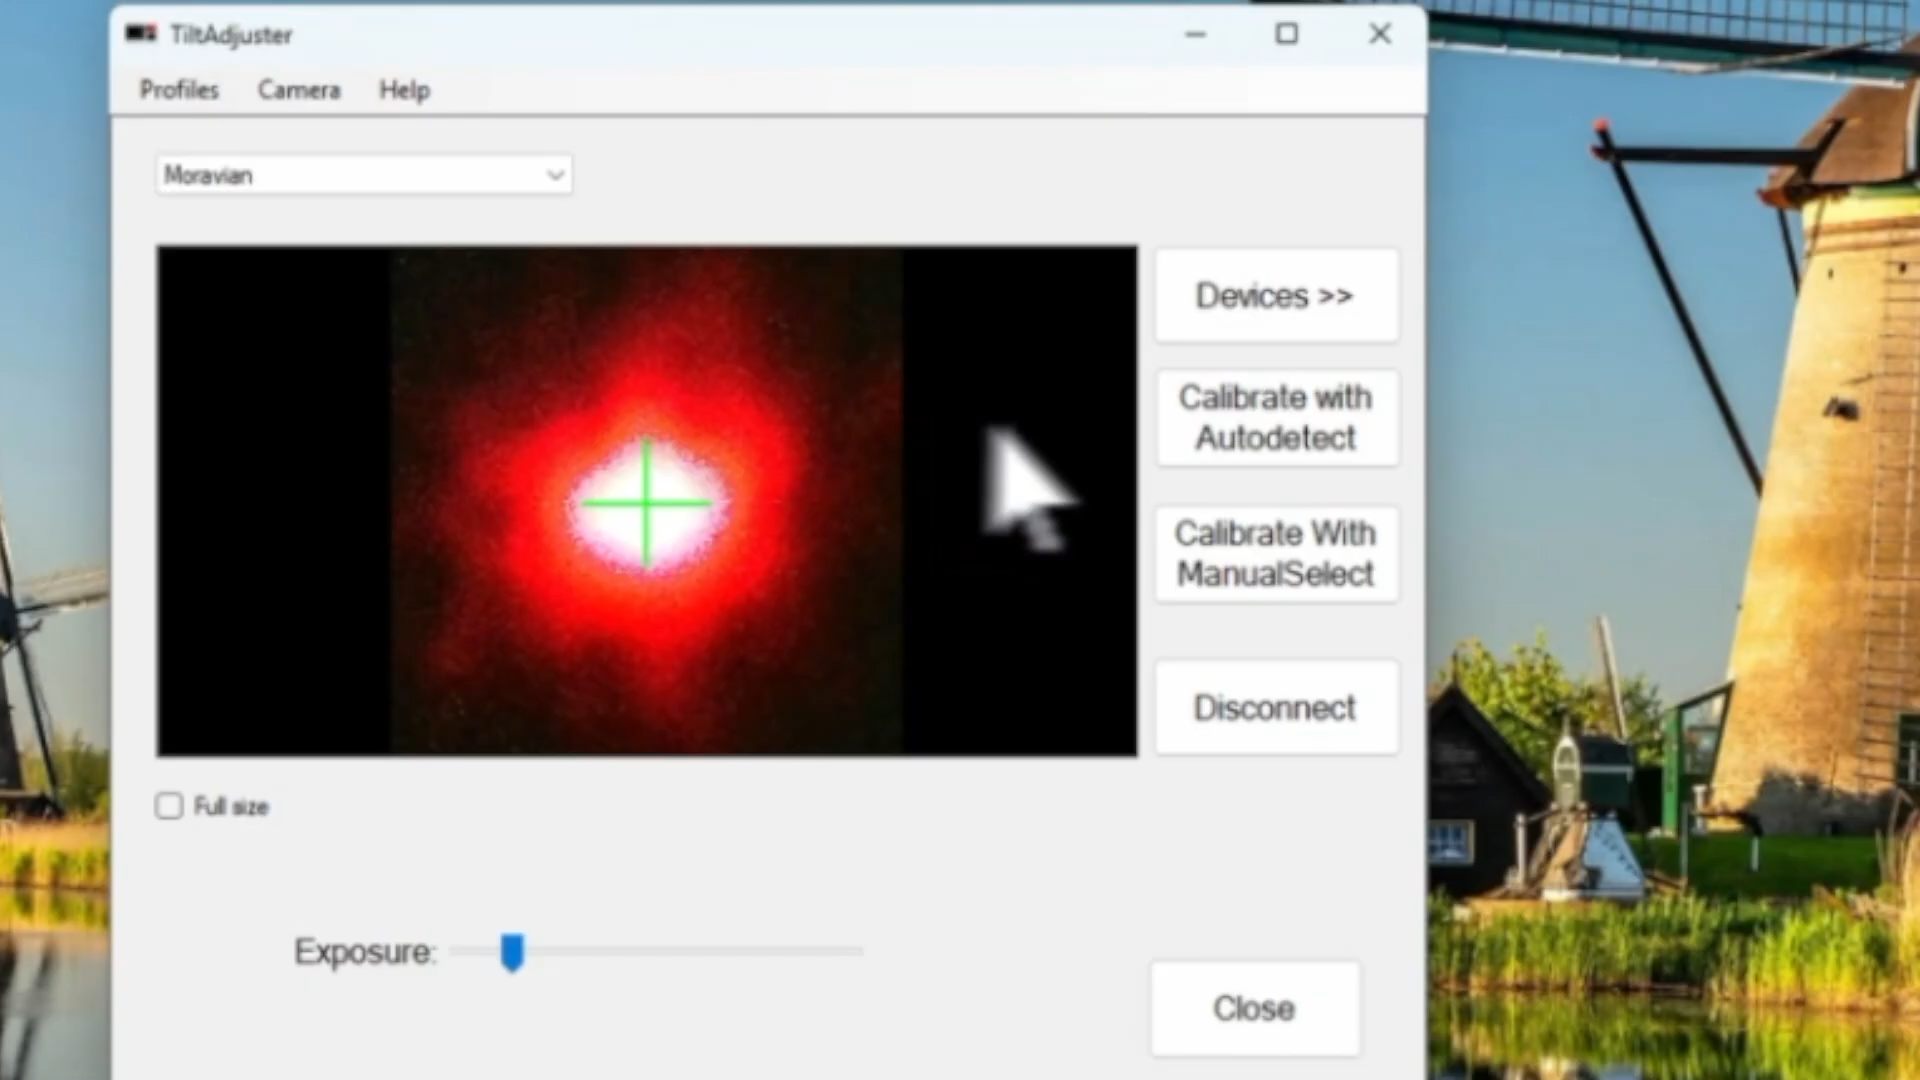 TiltAdjuster
Profiles Camera Help
Moravian
Devices >>
Calibrate with
Autodetect
Calibrate With
ManualSelect
Disconnect
Full size
Exposure:
Close